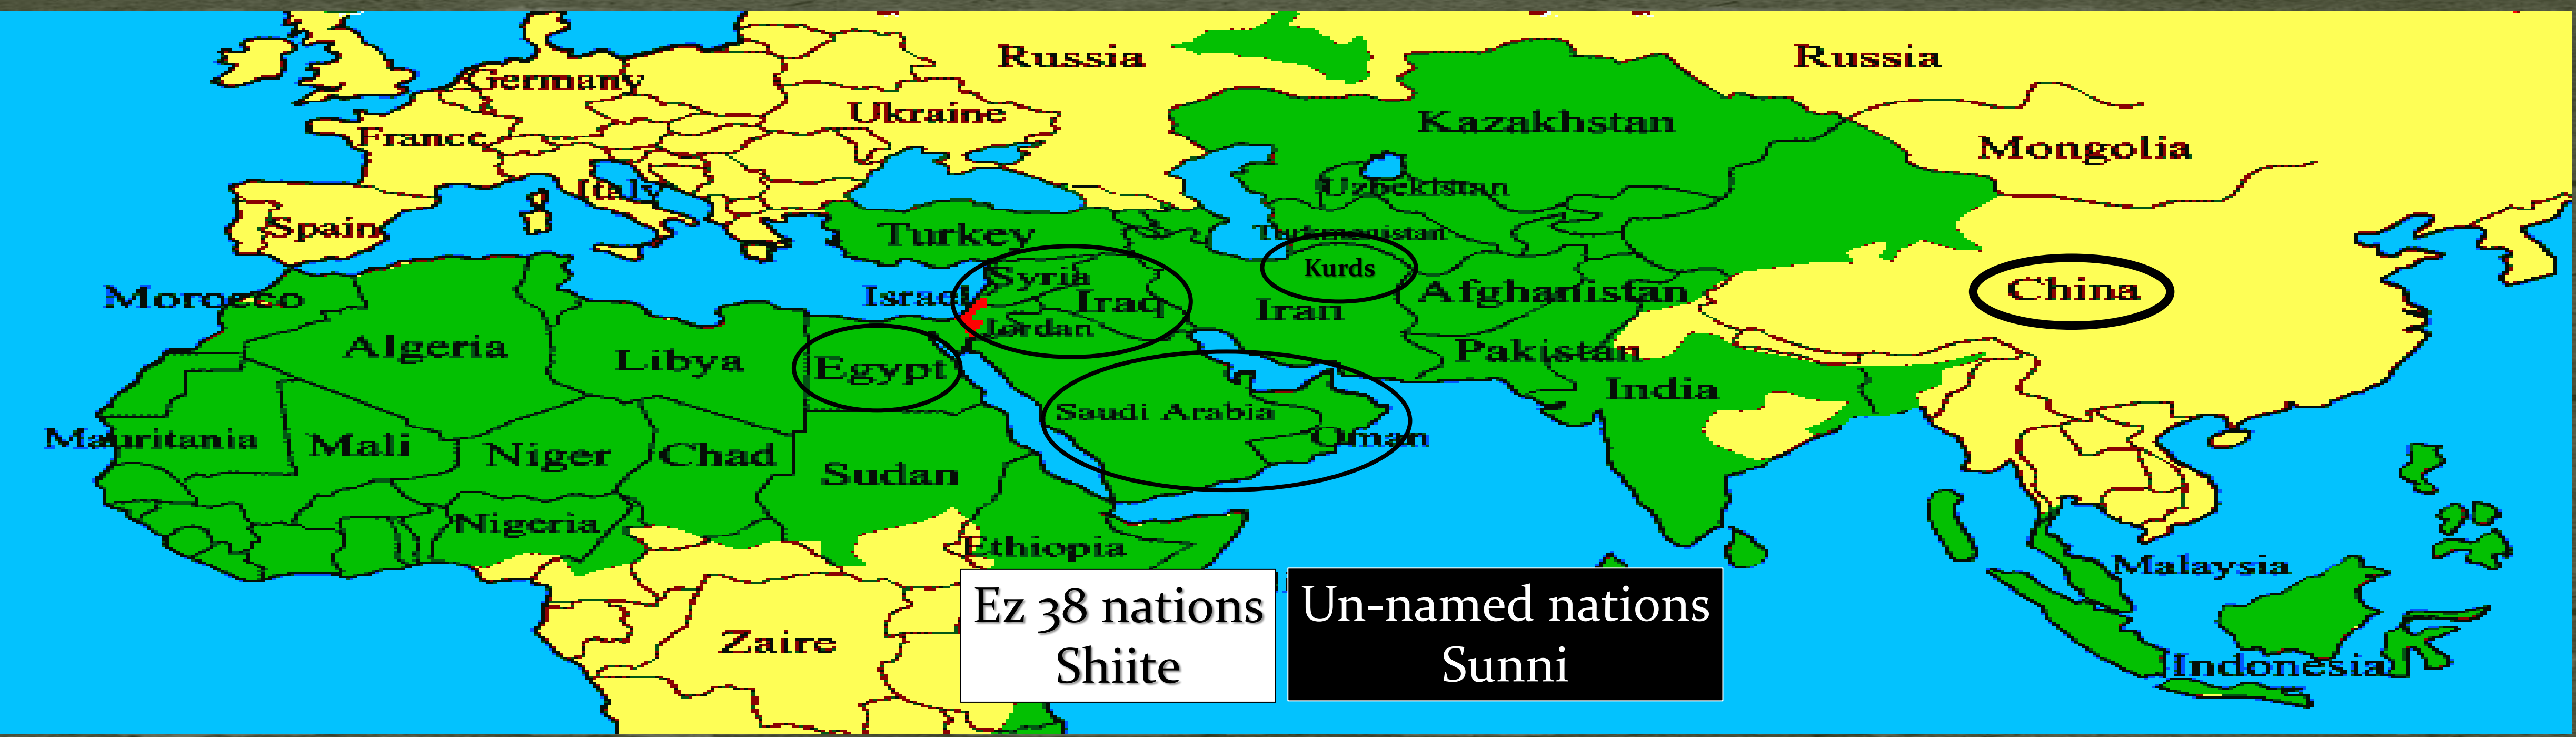 Russia
Russia
Germany
Ukraine
Kazakhstan
France
Mongolia
Italy
Uzbekistan
Spain
Turkey
Turkmenistan
Kurds
Syria
China
Morocco
Israel
Iraq
Afghanistan
Iran
Jordan
Algeria
Libya
Egypt
Pakistan
India
Saudi Arabia
Mauritania
Mali
Oman
Niger
Chad
Sudan
Nigeria
Ethiopia
Malaysia
Ez 38 nations
Shiite
Un-named nations
Sunni
Zaire
Indonesia